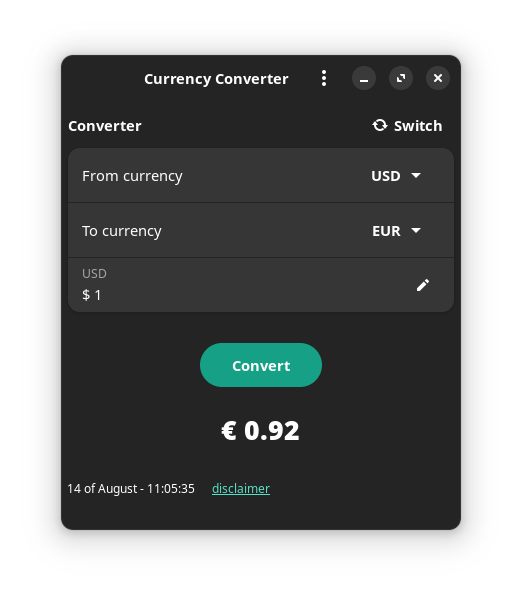 Currency Converter
Converter
Switch
From currency
USD
To currency
EUR
USD
$ 1
Convert
€ 0.92
14 of August - 11:05:35
disclaimer